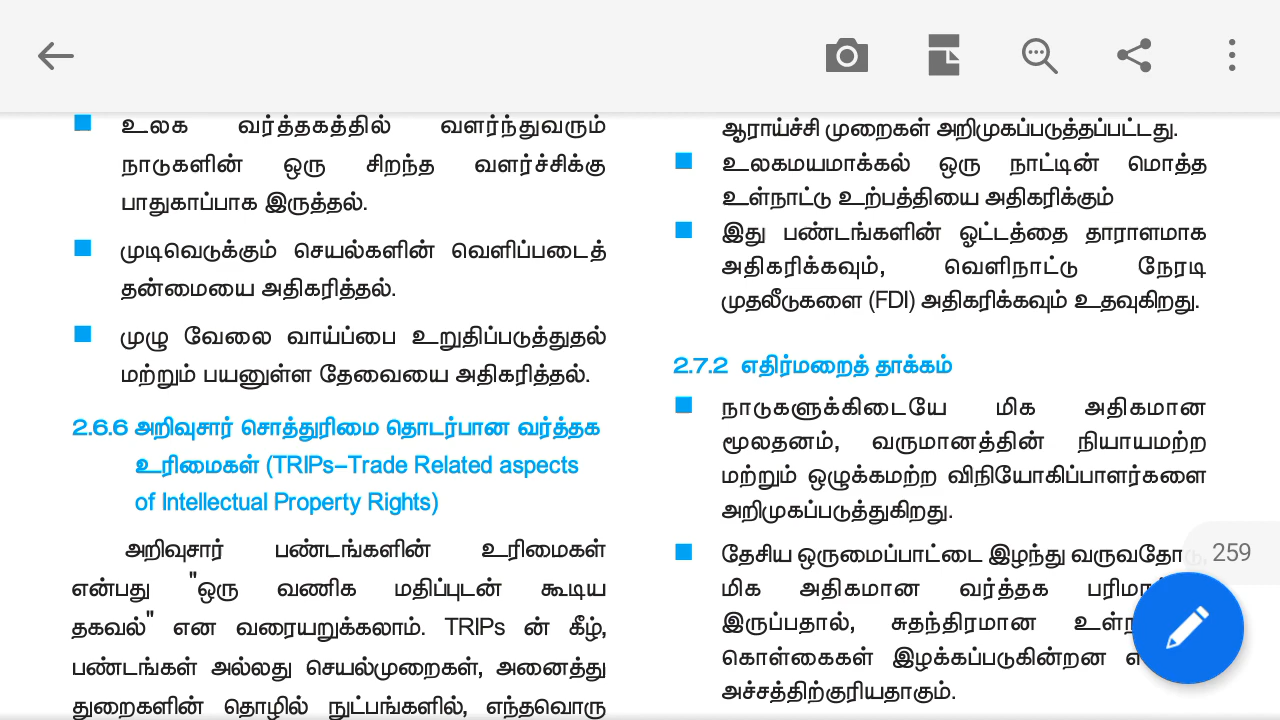 உலக வர்த்தகத்தில் வளர்ந்துவரும்
நாடுகளின் ஒரு சிறந்த வளர்ச்சிக்கு
பாதுகாப்பாக இருத்தல்.
முடிவெடுக்கும் செயல்களின் வெளிப்படைத்
தன்மையை அதிகரித்தல்.
முழு வேலை வாய்ப்பை உறுதிப்படுத்துதல்
மற்றும் பயனுள்ள தேவையை அதிகரித்தல்.
2.6.6 அறிவுசார் சொத்துரிமை தொடர்பான வர்த்தக
உரிமைகள் (TRIPs–Trade Related aspects
of Intellectual Property Rights)
அறிவுசார் பண்டங்களின் உரிமைகள்
என்பது "ஒரு வணிக மதிப்புடன் கூடிய
தகவல்" என வரையறுக்கலாம். TRIPs ன் கீழ்,
பண்டங்கள் அல்லது செயல்முறைகள், அனைத்து
துறைகளின் தொழில் நுட்பங்களில், எந்தவொரு
ஆராய்ச்சி முறைகள் அறிமுகப்படுத்தப்பட்டது.
உலகமயமாக்கல் ஒரு நாட்டின் மொத்த
உள்நாட்டு உற்பத்தியை அதிகரிக்கும்
இது பண்டங்களின் ஓட்டத்தை தாராளமாக
அதிகரிக்கவும், வெளிநாட்டு நேரடி
முதலீடுகளை (FDI) அதிகரிக்கவும் உதவுகிறது.
2.7.2 எதிர்மறைத் தாக்கம்
நாடுகளுக்கிடையே மிக அதிகமான
மூலதனம், வருமானத்தின் நியாயமற்ற
மற்றும் ஒழுக்கமற்ற விநியோகிப்பாளர்களை
அறிமுகப்படுத்துகிறது.
தேசிய ஒருமைப்பாட்டை இழந்து
மிக அதிகமான வர்த்தக
இருப்பதால், சுதந்திரமான
கொள்கைகள் இழக்கப்படுகின்றன
அச்சத்திற்குரியதாகும்.
259